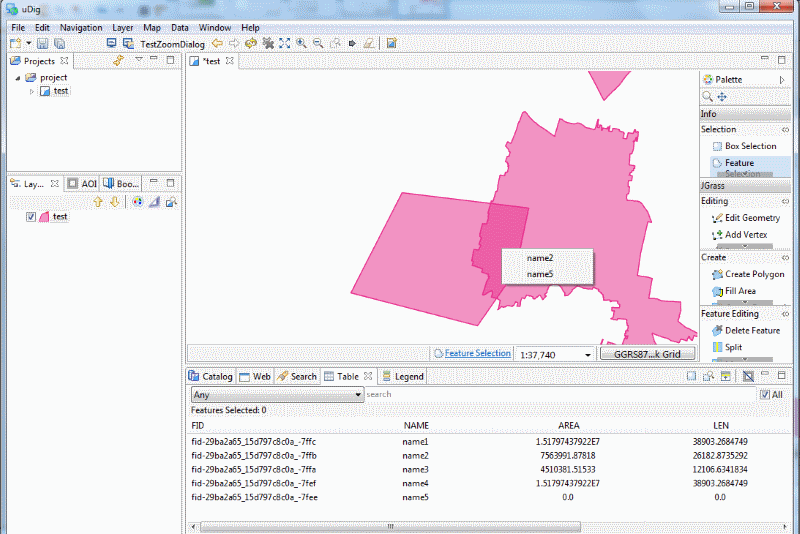 uDig
File Edit Navigation Layer Map Data Window Help
TestZoomDialog
Projects
project
test
*test
Palette
Info
Selection
Box Selection
Feature
Selection
JGrass
Editing
Edit Geometry
Add Vertex
Create
Create Polygon
Fill Area
Feature Editing
Delete Feature
Split
Lay... AOI Boo...
test
name2
name5
Feature Selection 1:37,740 GGRS87...k Grid
Catalog Web Search Table Legend
Any search All
Features Selected: 0
FID NAME AREA LEN
fid-29ba2a65_15d797c8c0a_-7ffc name1 1.51797437922E7 38903.2684749
fid-29ba2a65_15d797c8c0a_-7ffb name2 7563991.87818 26182.8735292
fid-29ba2a65_15d797c8c0a_-7ffa name3 4510381.51533 12106.6341834
fid-29ba2a65_15d797c8c0a_-7fef name4 1.51797437922E7 38903.2684749
fid-29ba2a65_15d797c8c0a_-7fee name5 0.0 0.0